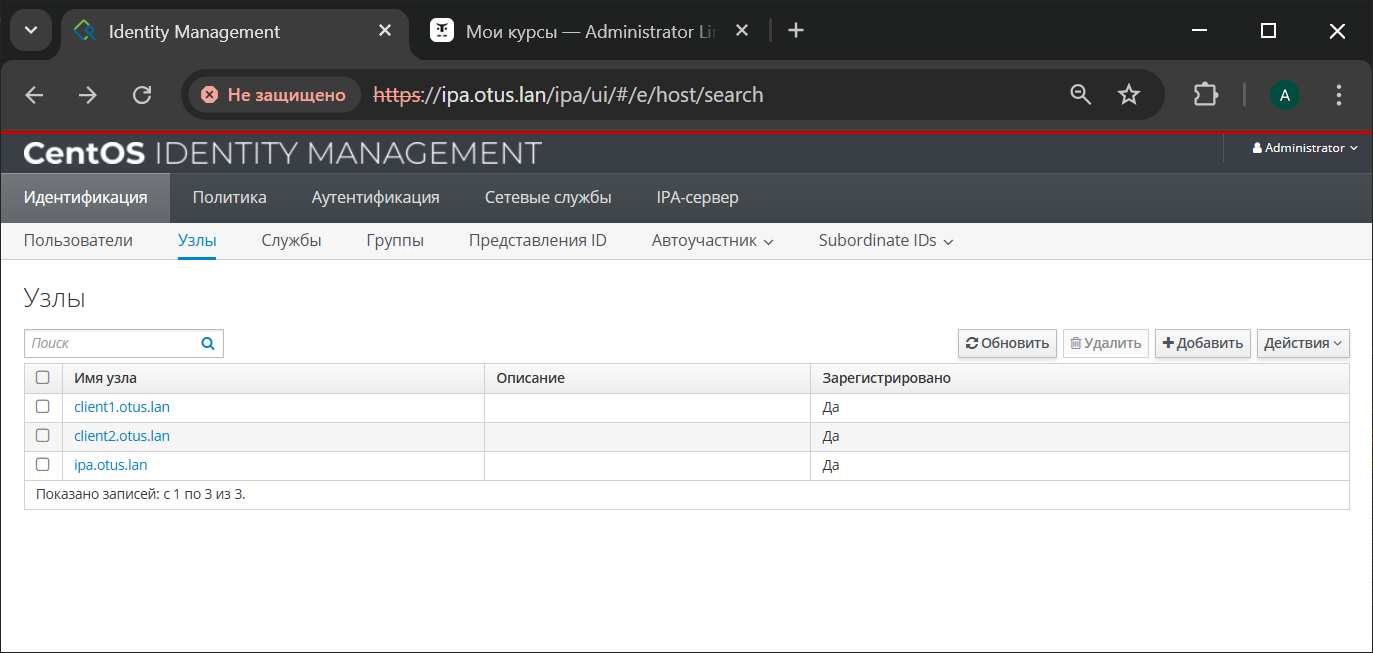 Identity Management
Мои курсы — Administrator Li
Не защищено https://ipa.otus.lan/ipa/ui/#/e/host/search A
CentOS IDENTITY MANAGEMENT Administrator
Идентификация Политика Аутентификация Сетевые службы IPA-сервер
Пользователи Узлы Службы Группы Представления ID Автоучастник Subordinate IDs
Узлы
Поиск Обновить Удалить Добавить Действия
Имя узла Описание Зарегистрировано
client1.otus.lan Да
client2.otus.lan Да
ipa.otus.lan Да
Показано записей: с 1 по 3 из 3.